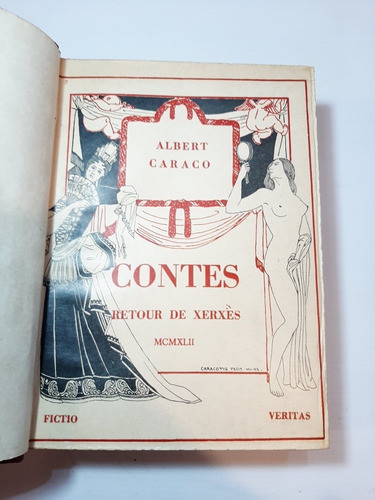 ALBERT
CARACO
CONTES
RETOUR DE XERXÈS
MCMXLII
FICTIO VERITAS